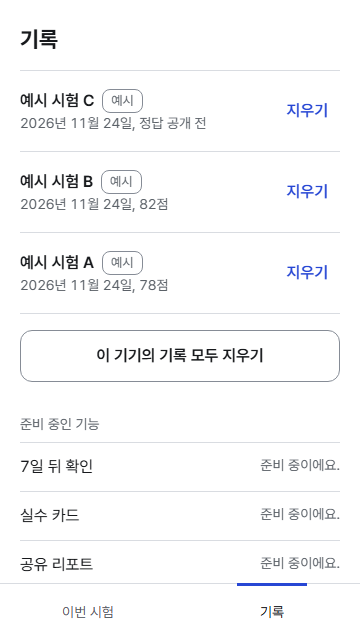 기록
예시 시험 C 예시
2026년 11월 24일, 정답 공개 전
지우기
예시 시험 B 예시
2026년 11월 24일, 82점
지우기
예시 시험 A 예시
2026년 11월 24일, 78점
지우기
이 기기의 기록 모두 지우기
준비 중인 기능
7일 뒤 확인 준비 중이에요.
실수 카드 준비 중이에요.
공유 리포트 준비 중이에요.
이번 시험 기록